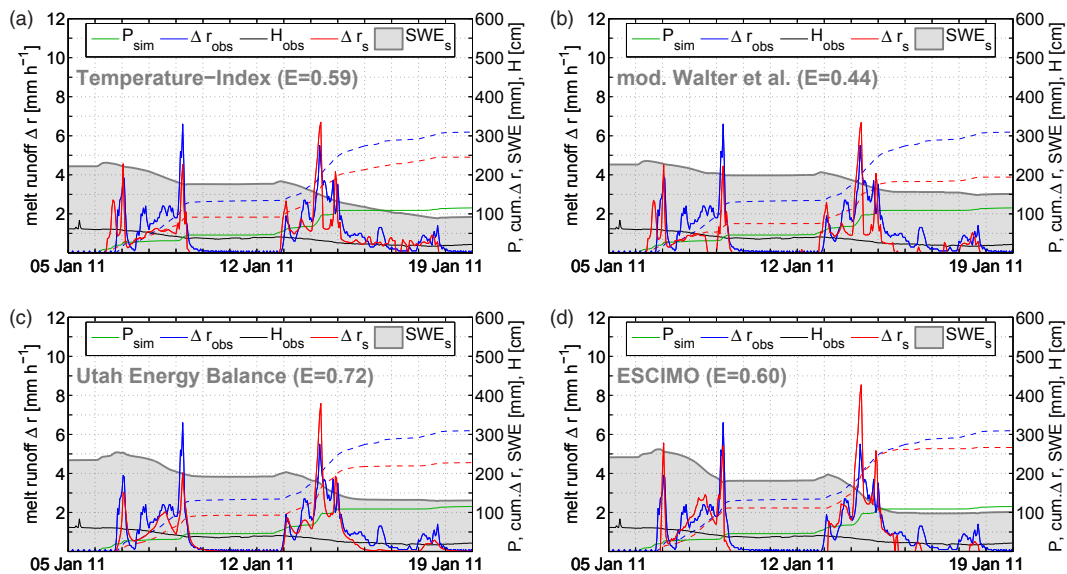 (a)
12
10
8
6
4
2
melt runoff Δ r [mm h⁻¹]
P_sim Δ r_obs H_obs Δ r_s SWE_s
Temperature−Index (E=0.59)
600
500
400
300
200
100
P, cum.Δ r, SWE [mm], H [cm]
05 Jan 11 12 Jan 11 19 Jan 11
(b)
12
10
8
6
4
2
melt runoff Δ r [mm h⁻¹]
P_sim Δ r_obs H_obs Δ r_s SWE_s
mod. Walter et al. (E=0.44)
600
500
400
300
200
100
P, cum.Δ r, SWE [mm], H [cm]
05 Jan 11 12 Jan 11 19 Jan 11
(c)
12
10
8
6
4
2
melt runoff Δ r [mm h⁻¹]
P_sim Δ r_obs H_obs Δ r_s SWE_s
Utah Energy Balance (E=0.72)
600
500
400
300
200
100
P, cum.Δ r, SWE [mm], H [cm]
05 Jan 11 12 Jan 11 19 Jan 11
(d)
12
10
8
6
4
2
melt runoff Δ r [mm h⁻¹]
P_sim Δ r_obs H_obs Δ r_s SWE_s
ESCIMO (E=0.60)
600
500
400
300
200
100
P, cum.Δ r, SWE [mm], H [cm]
05 Jan 11 12 Jan 11 19 Jan 11